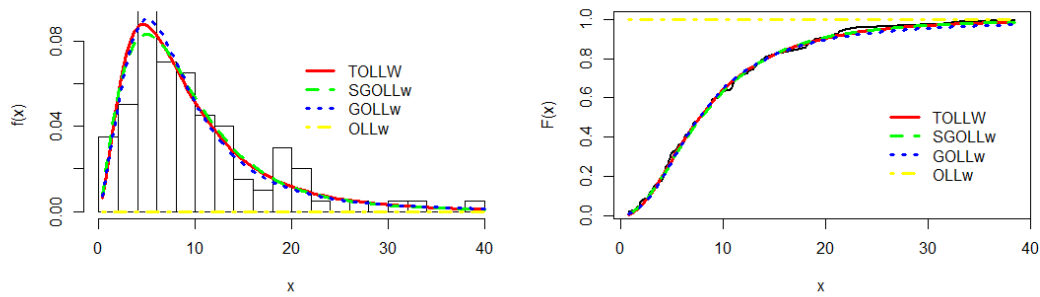 f(x)
0.08
0.04
0.00
TOLLW
SGOLLw
GOLLw
OLLw
0 10 20 30 40
x
F(x)
1.0
0.8
0.6
0.4
0.2
0.0
TOLLW
SGOLLw
GOLLw
OLLw
0 10 20 30 40
x